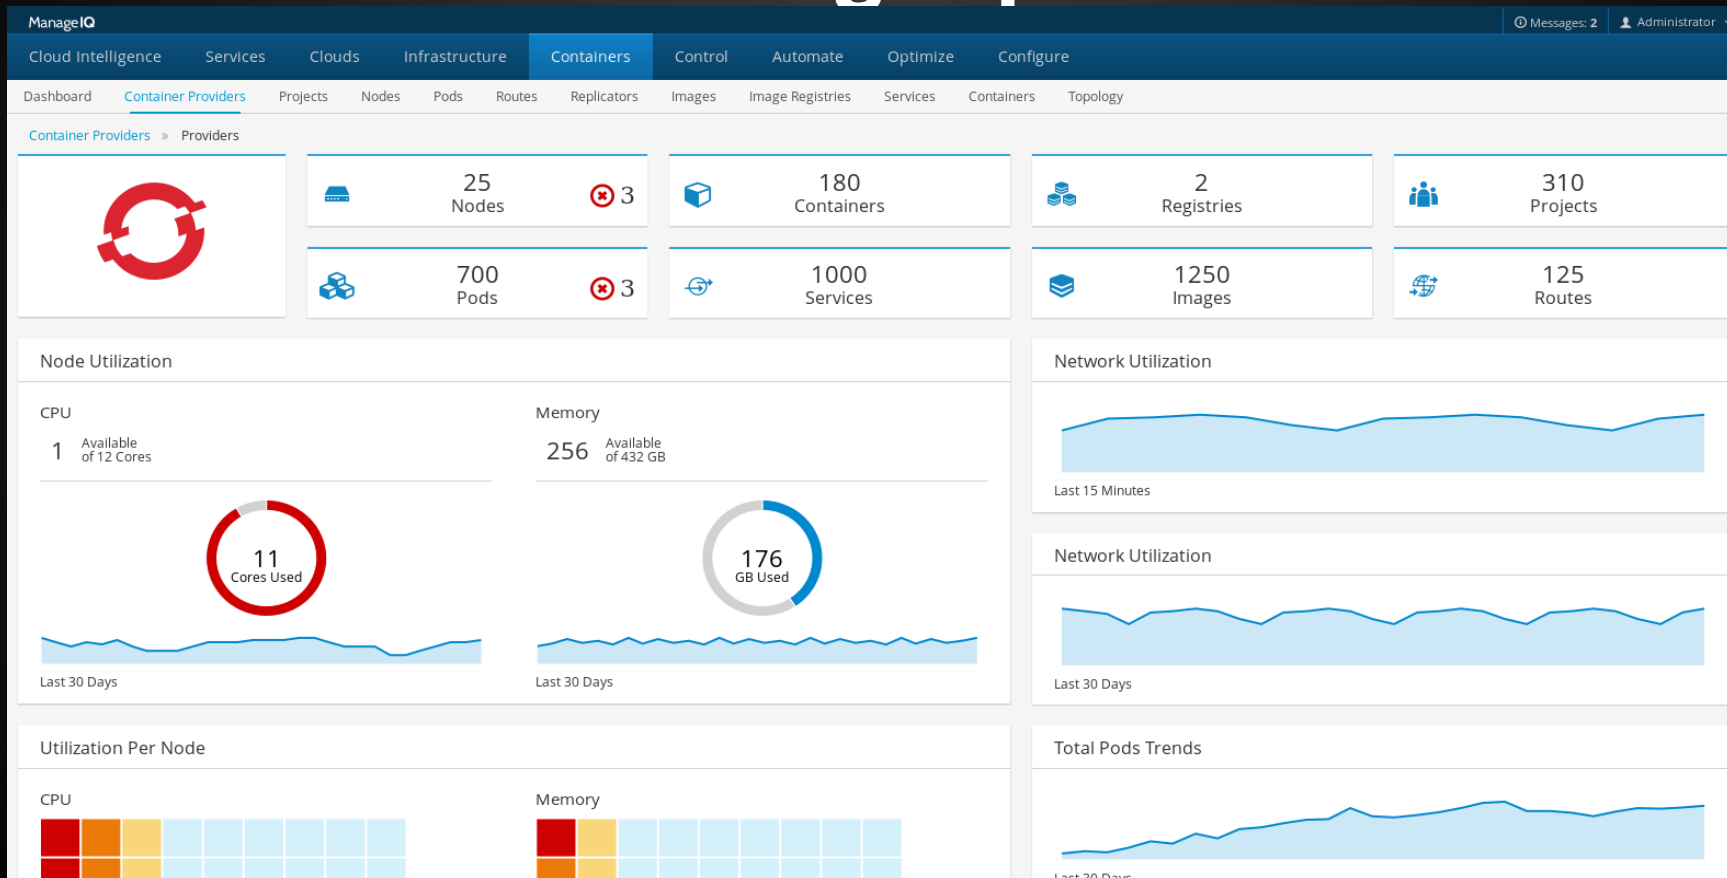 ManageIQ
Messages: 2
Administrator
Cloud Intelligence Services Clouds Infrastructure Containers Control Automate Optimize Configure
Dashboard Container Providers Projects Nodes Pods Routes Replicators Images Image Registries Services Containers Topology
Container Providers » Providers
25
Nodes
3
180
Containers
2
Registries
310
Projects
700
Pods
3
1000
Services
1250
Images
125
Routes
Node Utilization
CPU
1 Available
of 12 Cores
11
Cores Used
Last 30 Days
Memory
256 Available
of 432 GB
176
GB Used
Last 30 Days
Network Utilization
Last 15 Minutes
Network Utilization
Last 30 Days
Utilization Per Node
CPU
Memory
Total Pods Trends
Last 30 Days